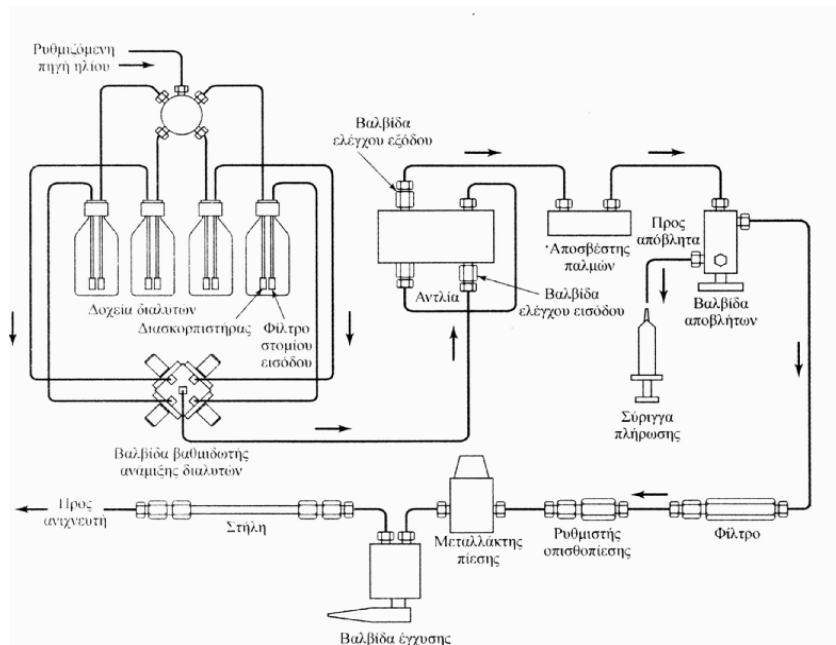 Ρυθμιζόμενη
πηγή ηλίου
Βαλβίδα
ελέγχου εξόδου
Δοχεία διαλυτών
Διασκορπιστήρας
Φίλτρο
στομίου
εισόδου
Αντλία
Βαλβίδα
ελέγχου εισόδου
Αποσβέστης
παλμών
Προς
απόβλητα
Βαλβίδα
αποβλήτων
Σύριγγα
πλήρωσης
Βαλβίδα βαθμιδωτής
ανάμιξης διαλυτών
Προς
ανιχνευτή
Στήλη
Μεταλλάκτης
πίεσης
Ρυθμιστής
οπισθοπίεσης
Φίλτρο
Βαλβίδα έγχυσης